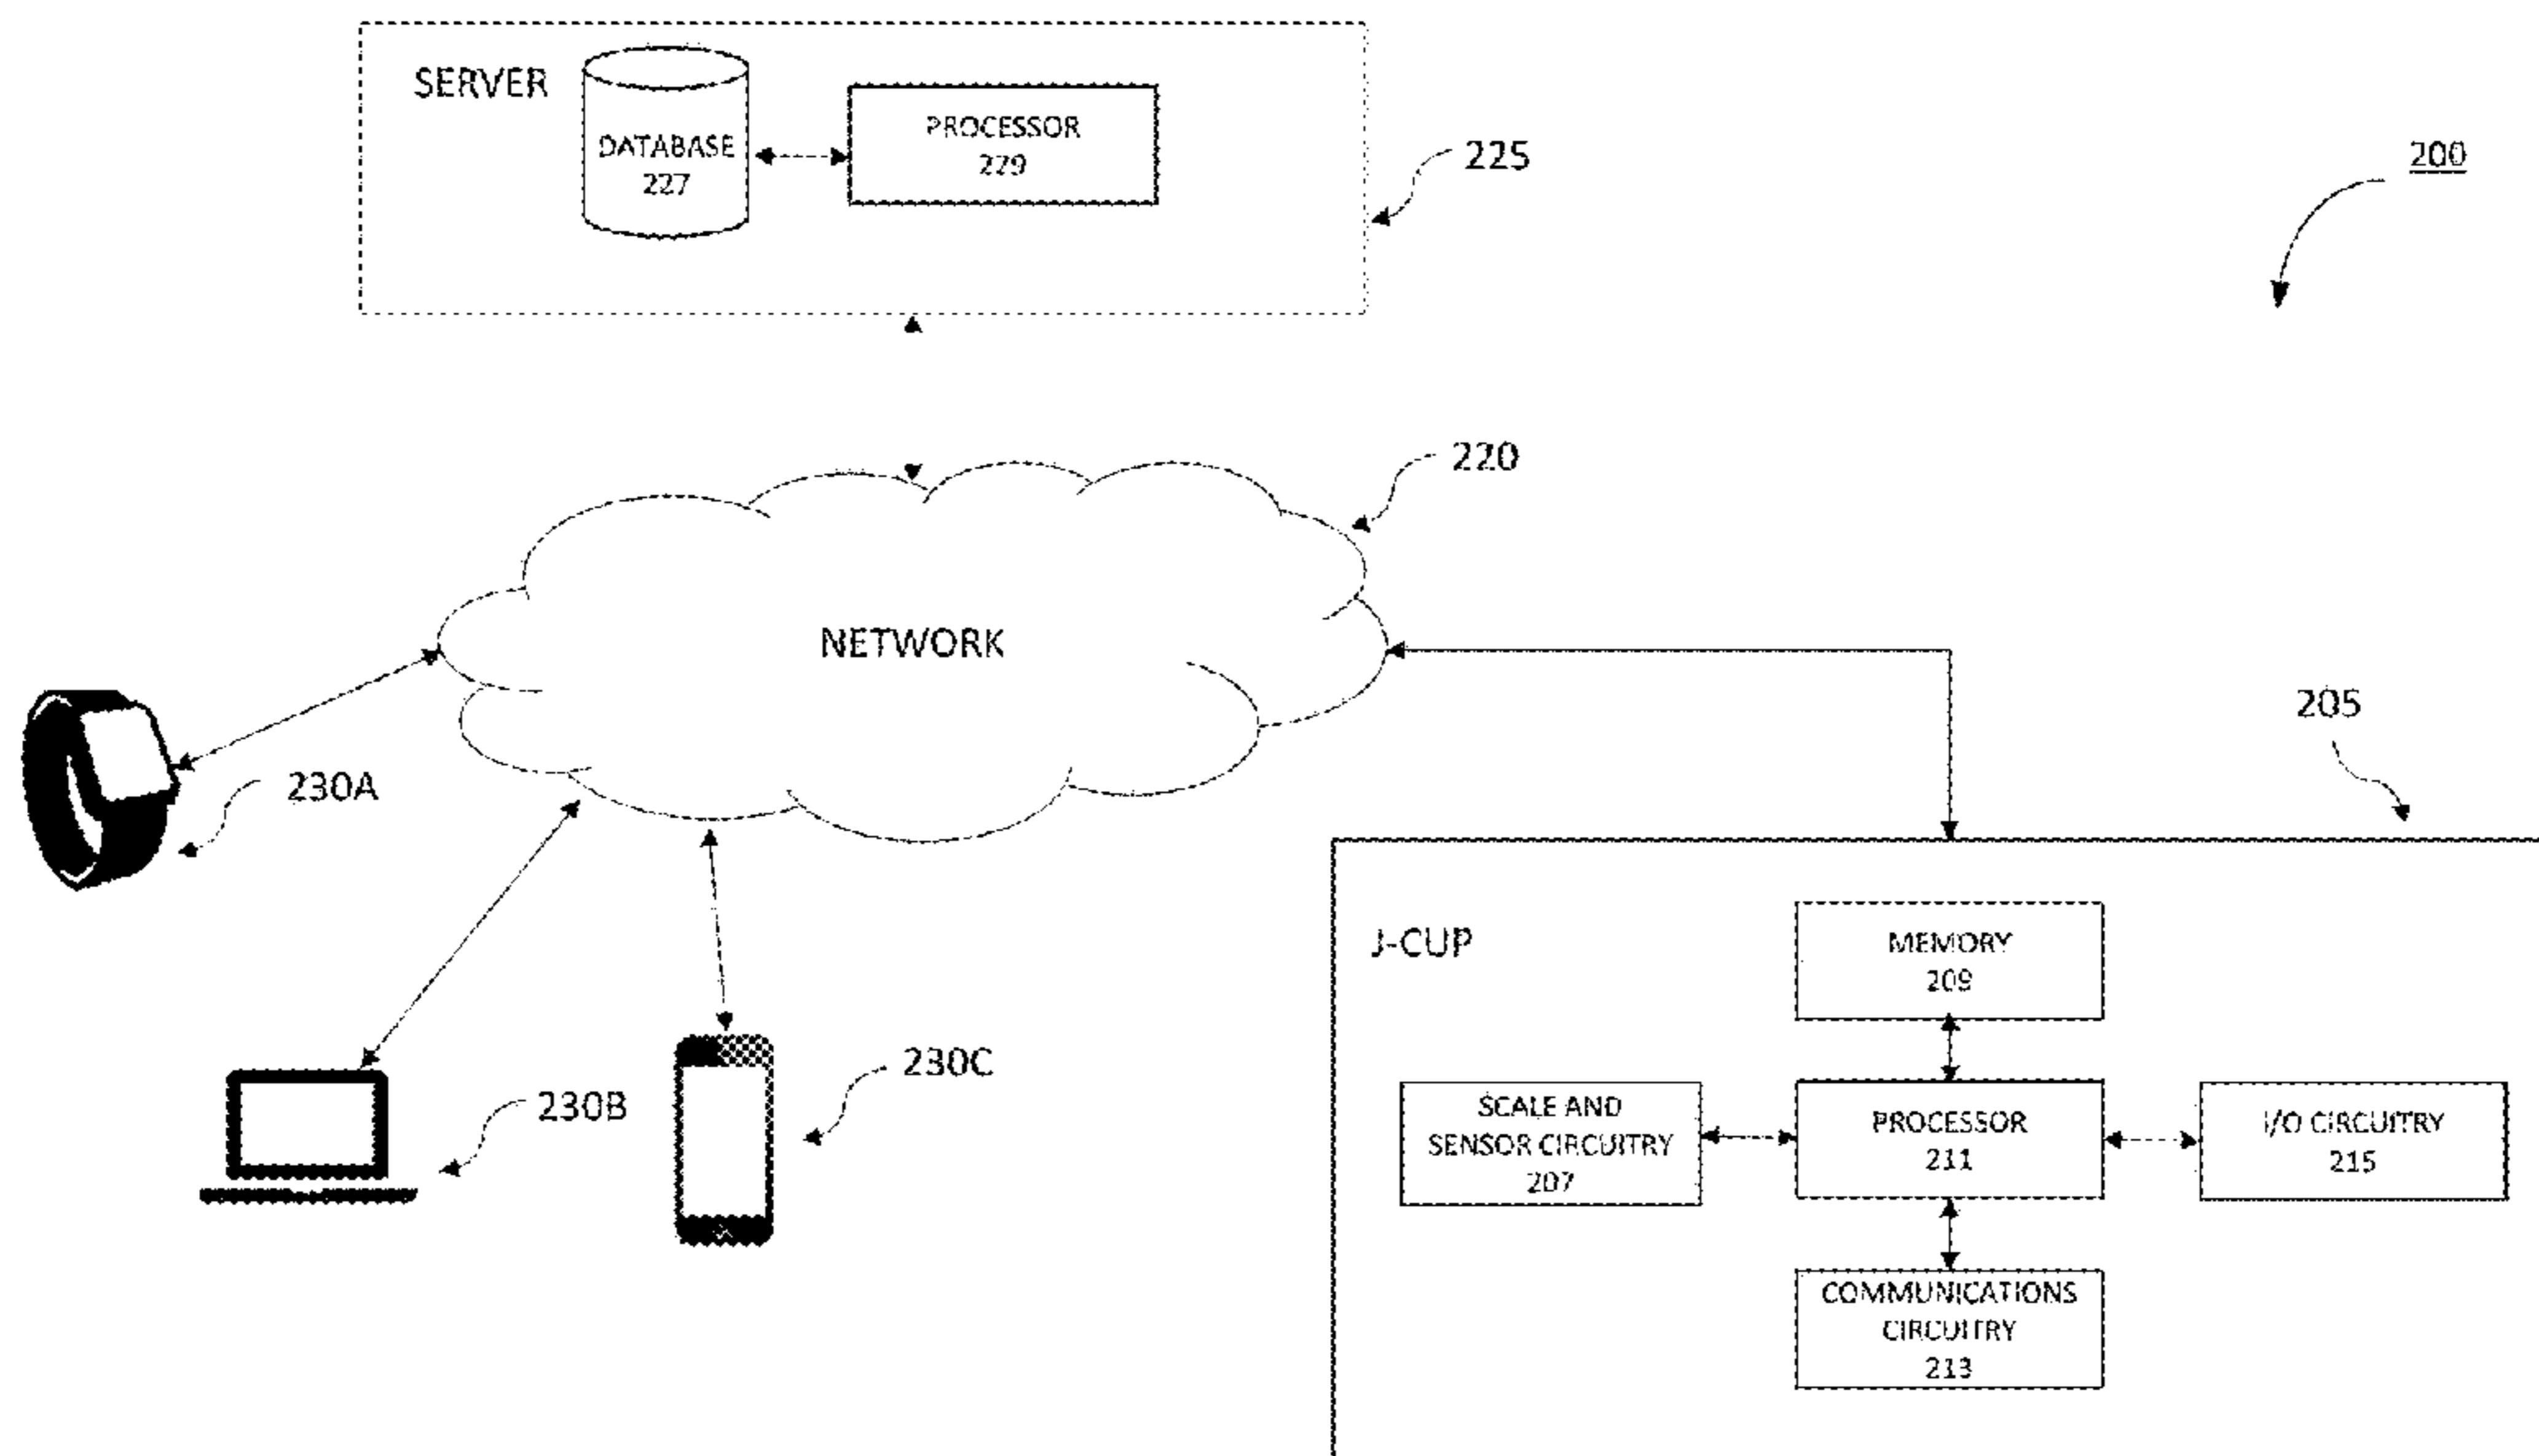 SERVER
DATABASE
227
PROCESSOR
229
225
200
220
NETWORK
205
230A
J-CUP
MEMORY
209
230C
230B
SCALE AND
SENSOR CIRCUITRY
207
PROCESSOR
211
I/O CIRCUITRY
215
COMMUNICATIONS
CIRCUITRY
213